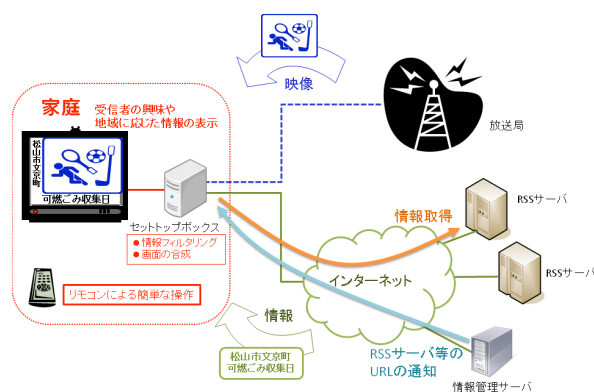 映像
放送局
家庭
受信者の興味や
地域に応じた情報の表示
松山市文京町
可燃ごみ収集日
セットトップボックス
● 情報フィルタリング
● 画面の合成
リモコンによる簡単な操作
情報取得
RSSサーバ
RSSサーバ
インターネット
情報
松山市文京町
可燃ごみ収集日
RSSサーバ等の
URLの通知
情報管理サーバ